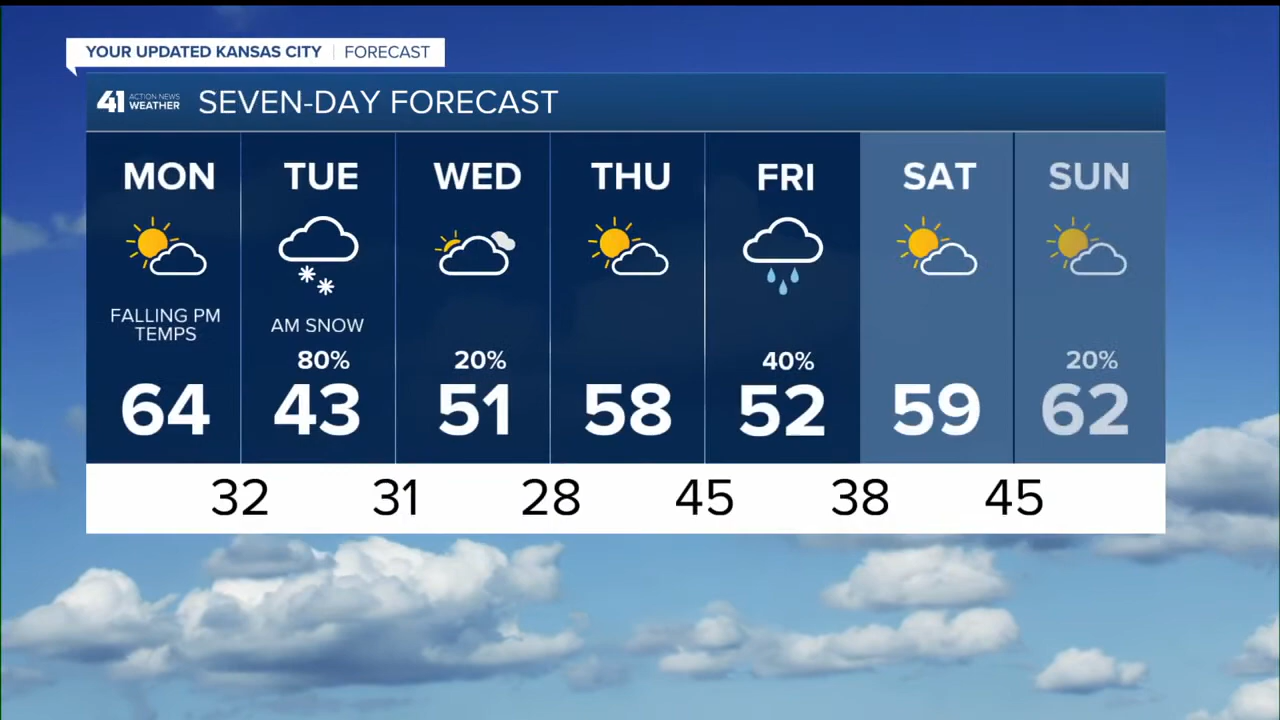 YOUR UPDATED KANSAS CITY | FORECAST
41 ACTION NEWS WEATHER SEVEN-DAY FORECAST
MON TUE WED THU FRI SAT SUN
FALLING PM
TEMPS
AM SNOW
80% 20% 40% 20%
64 43 51 58 52 59 62
32 31 28 45 38 45